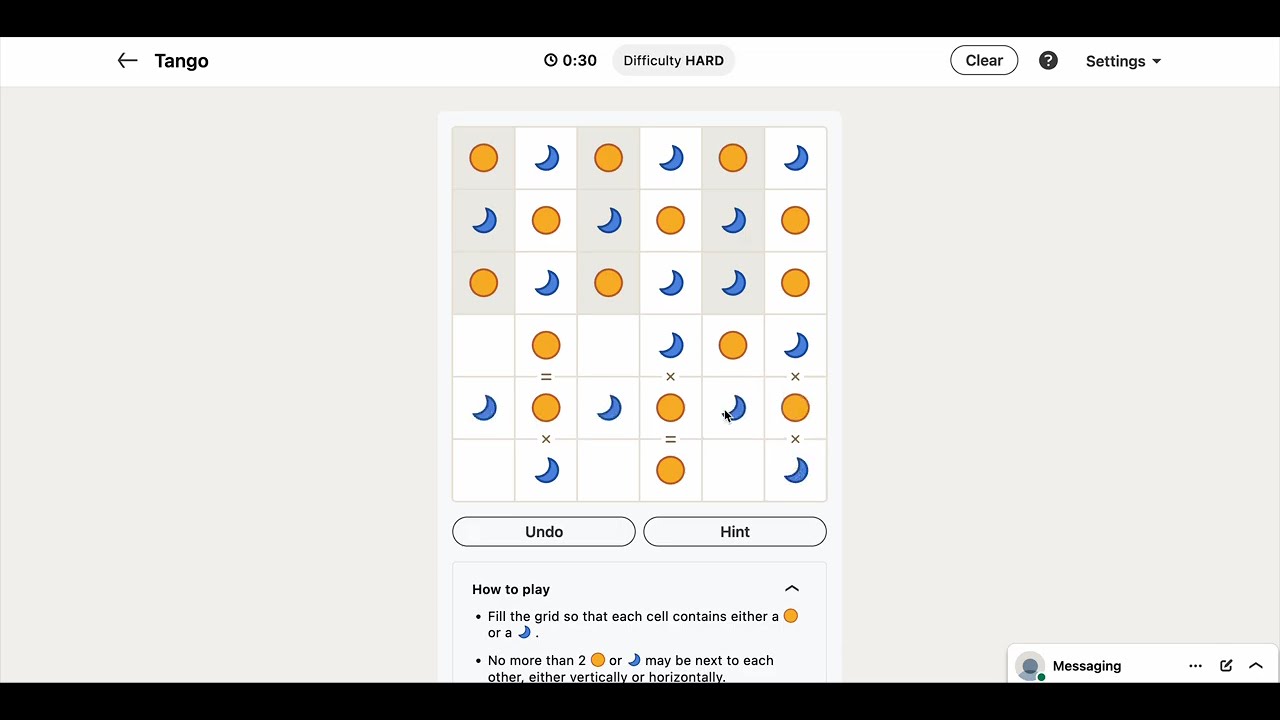 Tango
0:30
Difficulty HARD
Clear
?
Settings
=
×
×
×
=
×
Undo
Hint
How to play
• Fill the grid so that each cell contains either a
or a .
• No more than 2 or may be next to each
other, either vertically or horizontally.
Messaging